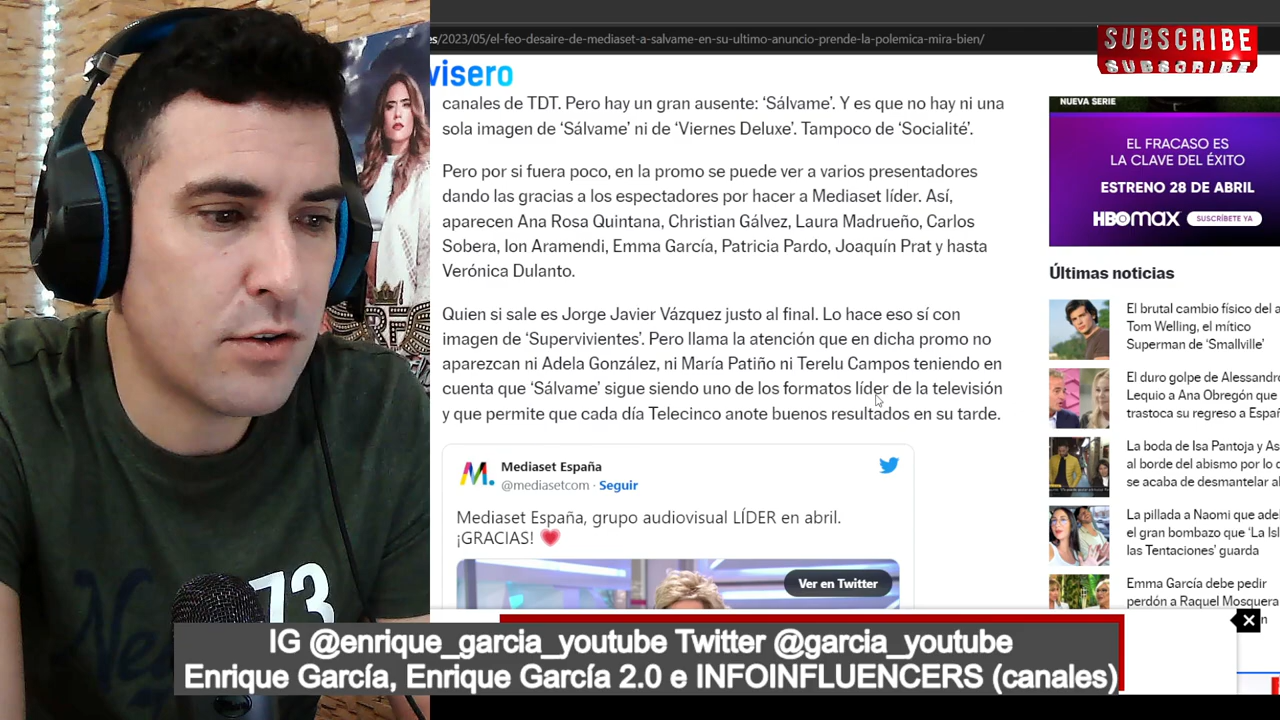 es/2023/05/el-feo-desaire-de-mediaset-a-salvame-en-su-ultimo-anuncio-prende-la-polemica-mira-bien/
SUBSCRIBE
SUBSCRIBE
visero
canales de TDT. Pero hay un gran ausente: ‘Sálvame’. Y es que no hay ni una
sola imagen de ‘Sálvame’ ni de ‘Viernes Deluxe’. Tampoco de ‘Socialité’.
Pero por si fuera poco, en la promo se puede ver a varios presentadores
dando las gracias a los espectadores por hacer a Mediaset líder. Así,
aparecen Ana Rosa Quintana, Christian Gálvez, Laura Madrueño, Carlos
Sobera, Ion Aramendi, Emma García, Patricia Pardo, Joaquín Prat y hasta
Verónica Dulanto.
Quien si sale es Jorge Javier Vázquez justo al final. Lo hace eso sí con
imagen de ‘Supervivientes’. Pero llama la atención que en dicha promo no
aparezcan ni Adela González, ni María Patiño ni Terelu Campos teniendo en
cuenta que ‘Sálvame’ sigue siendo uno de los formatos líder de la televisión
y que permite que cada día Telecinco anote buenos resultados en su tarde.
Mediaset España
@mediasetcom · Seguir
Mediaset España, grupo audiovisual LÍDER en abril.
¡GRACIAS! 💗
Ver en Twitter
NUEVA SERIE
EL FRACASO ES
LA CLAVE DEL ÉXITO
ESTRENO 28 DE ABRIL
HBOmax SUSCRÍBETE YA
Últimas noticias
El brutal cambio físico del a
Tom Welling, el mítico
Superman de ‘Smallville’
El duro golpe de Alessandro
Lequio a Ana Obregón que
trastoca su regreso a Espa
La boda de Isa Pantoja y As
al borde del abismo por lo
se acaba de desmantelar a
La pillada a Naomi que ade
el gran bombazo que ‘La Isl
las Tentaciones’ guarda
Emma García debe pedir
perdón a Raquel Mosquera
73
IG @enrique_garcia_youtube Twitter @garcia_youtube
Enrique García, Enrique García 2.0 e INFOINFLUENCERS (canales)